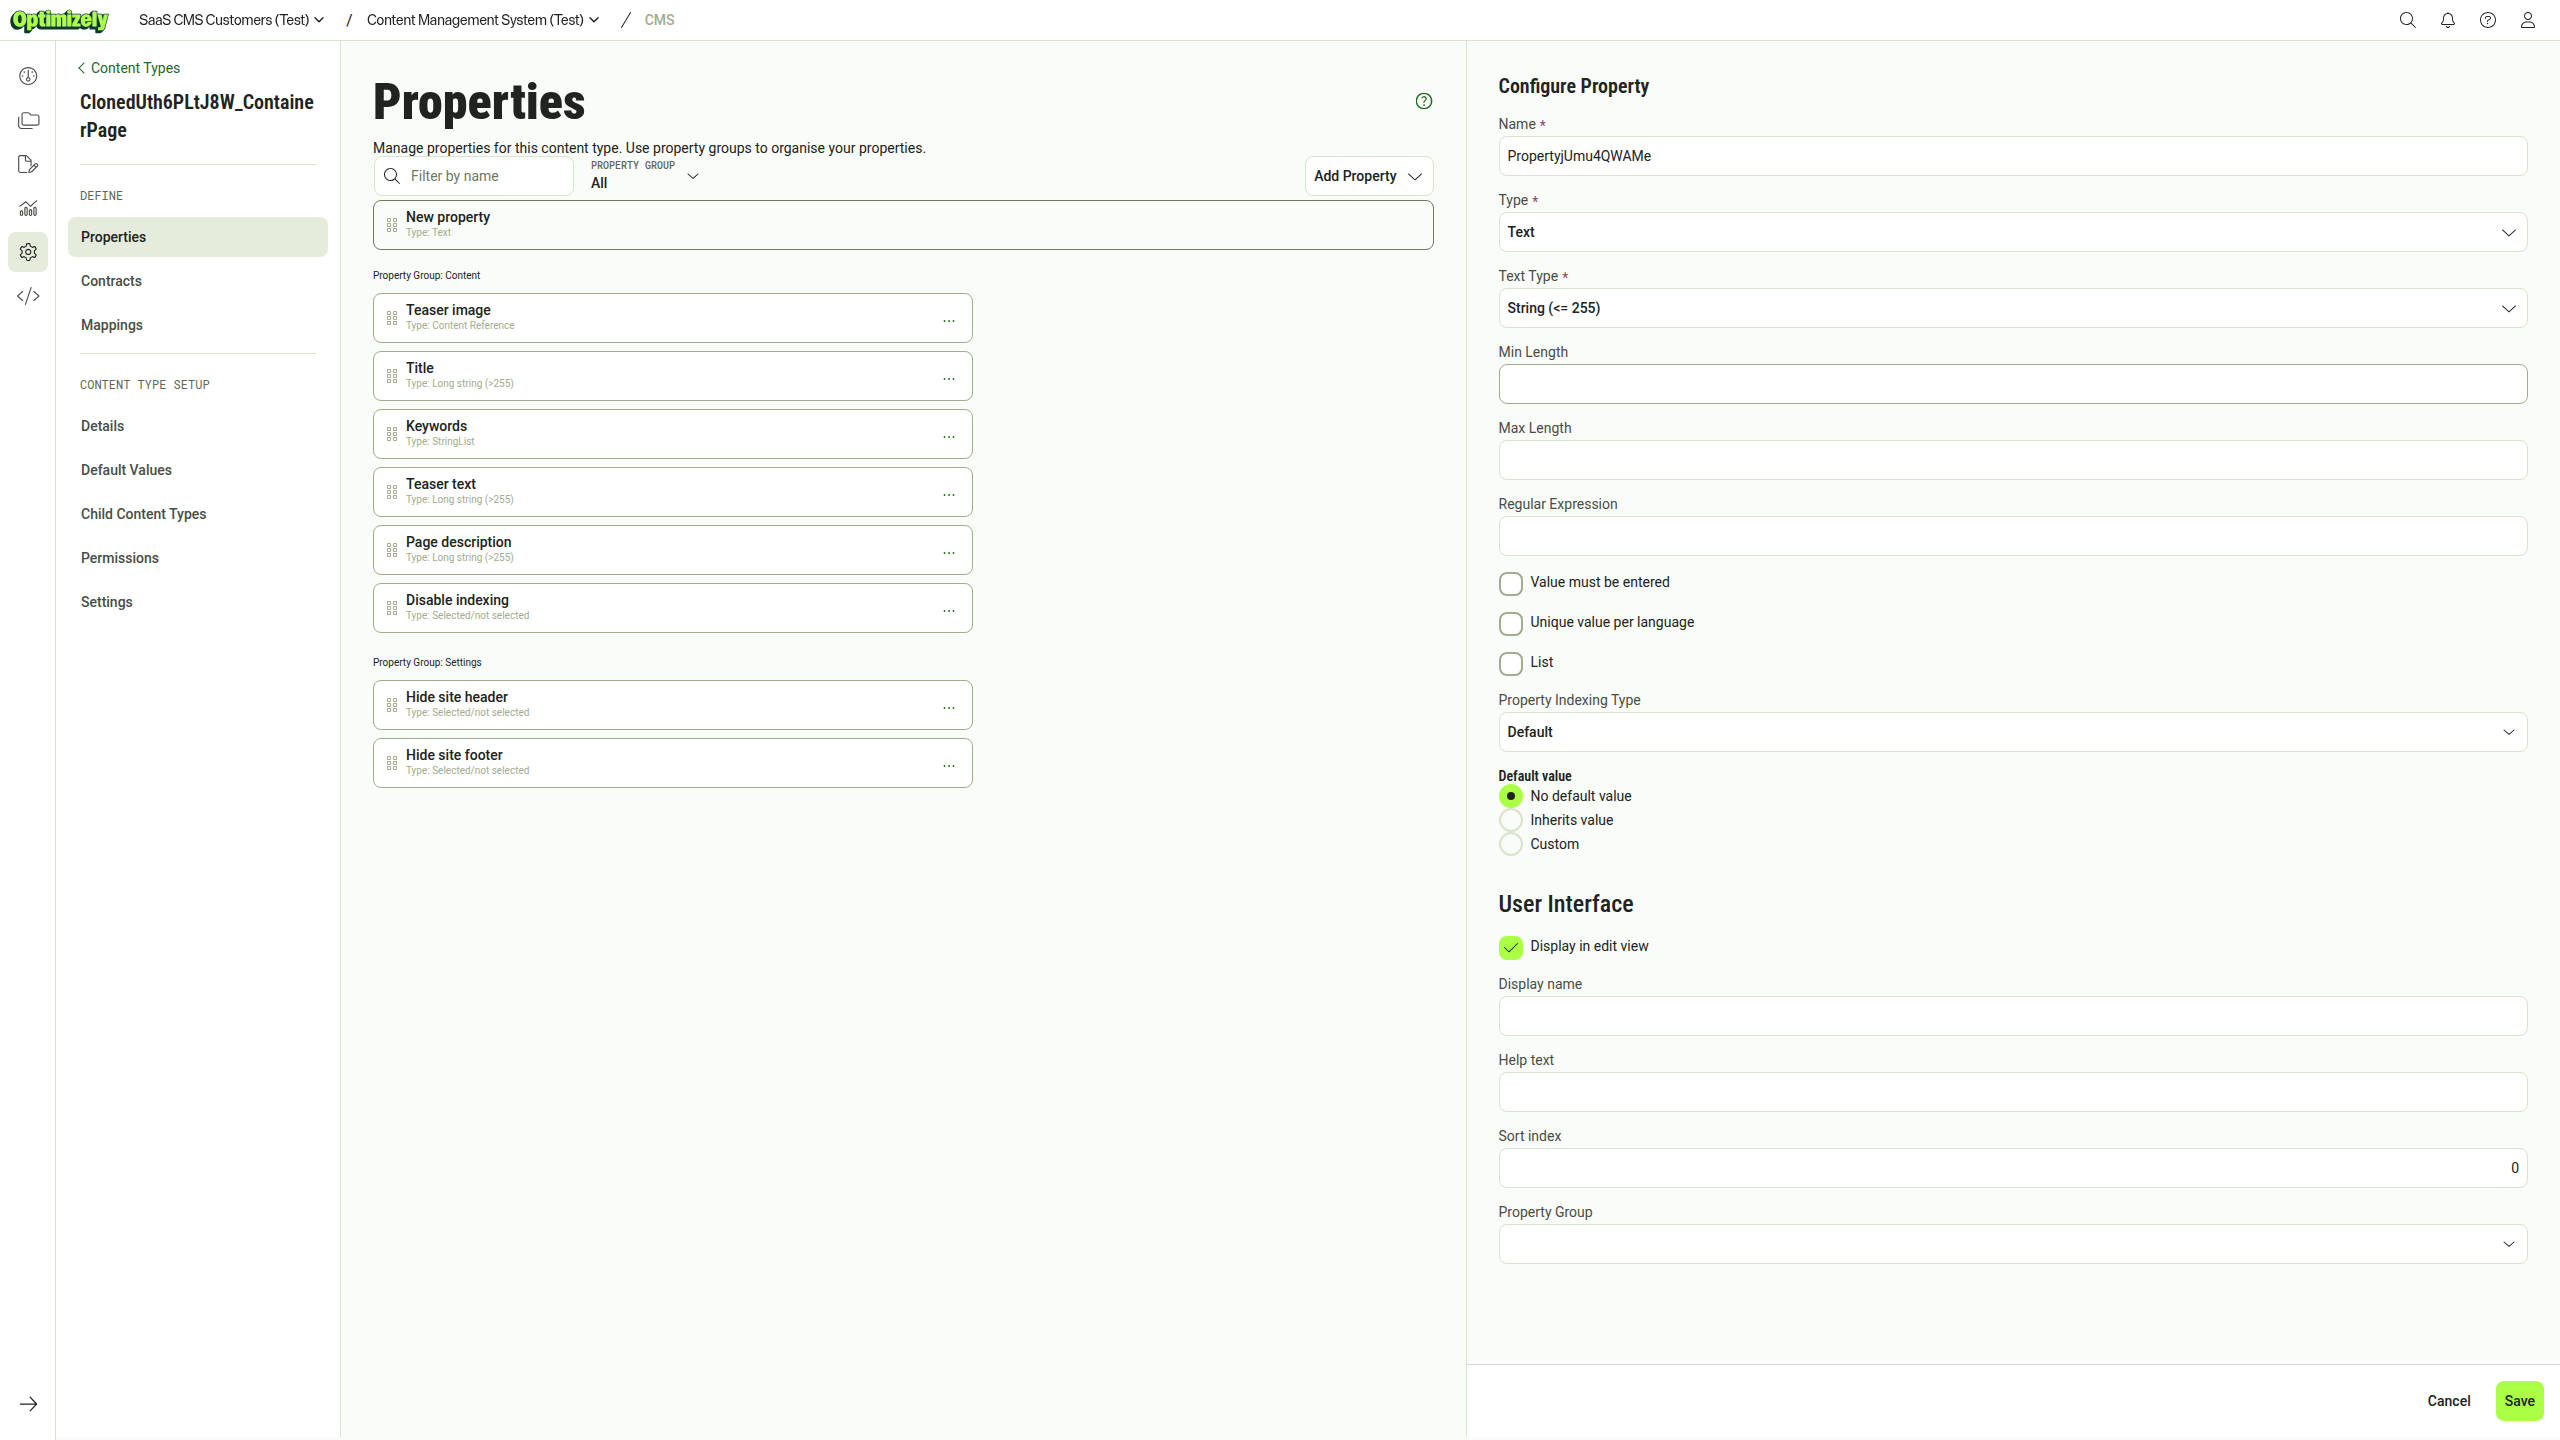 Optimizely
SaaS CMS Customers (Test) / Content Management System (Test) / CMS
Content Types
ClonedUth6PLtJ8W_Containe
rPage
DEFINE
Properties
Contracts
Mappings
CONTENT TYPE SETUP
Details
Default Values
Child Content Types
Permissions
Settings
Properties
Manage properties for this content type. Use property groups to organise your properties.
Filter by name
PROPERTY GROUP
All
Add Property
New property
Type: Text
Property Group: Content
Teaser image
Type: Content Reference
Title
Type: Long string (>255)
Keywords
Type: StringList
Teaser text
Type: Long string (>255)
Page description
Type: Long string (>255)
Disable indexing
Type: Selected/not selected
Property Group: Settings
Hide site header
Type: Selected/not selected
Hide site footer
Type: Selected/not selected
Configure Property
Name *
PropertyjUmu4QWAMe
Type *
Text
Text Type *
String (<= 255)
Min Length
Max Length
Regular Expression
Value must be entered
Unique value per language
List
Property Indexing Type
Default
Default value
No default value
Inherits value
Custom
User Interface
Display in edit view
Display name
Help text
Sort index
0
Property Group
Cancel
Save